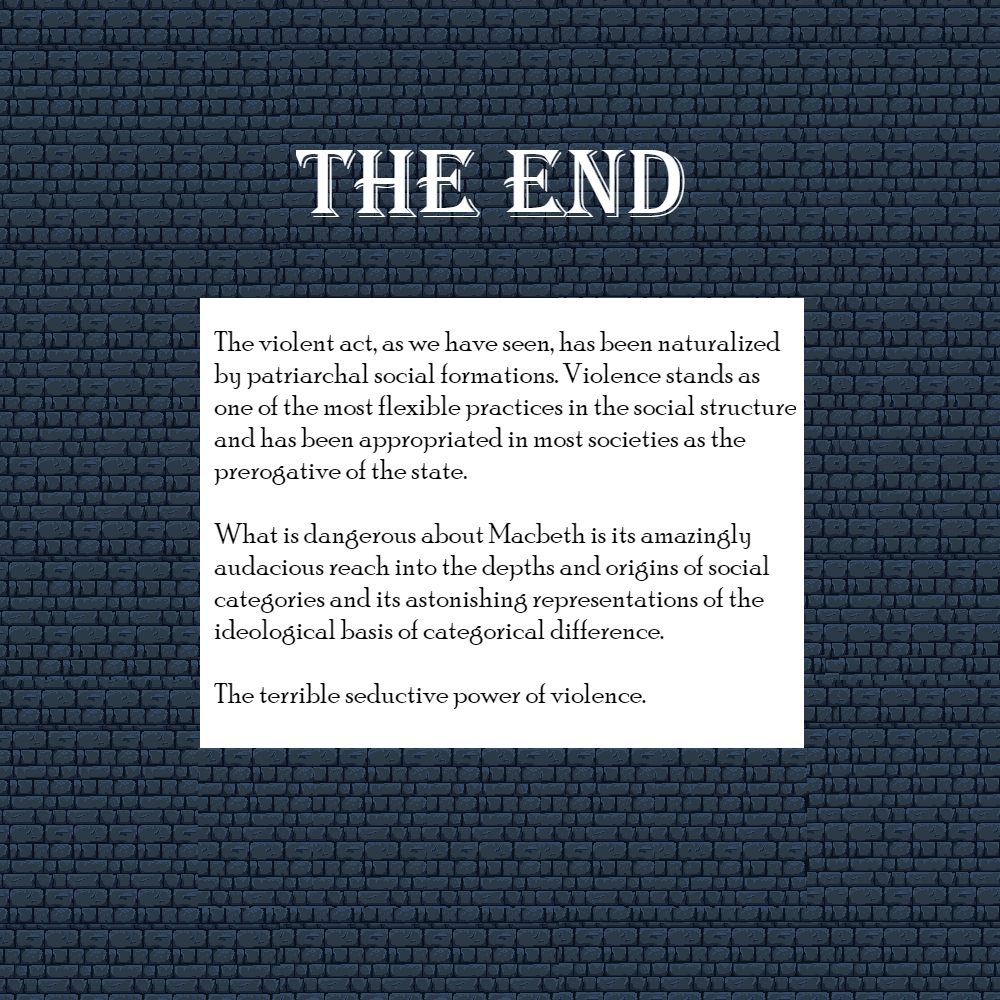 THE END
The violent act, as we have seen, has been naturalized
by patriarchal social formations. Violence stands as
one of the most flexible practices in the social structure
and has been appropriated in most societies as the
prerogative of the state.
What is dangerous about Macbeth is its amazingly
audacious reach into the depths and origins of social
categories and its astonishing representations of the
ideological basis of categorical difference.
The terrible seductive power of violence.